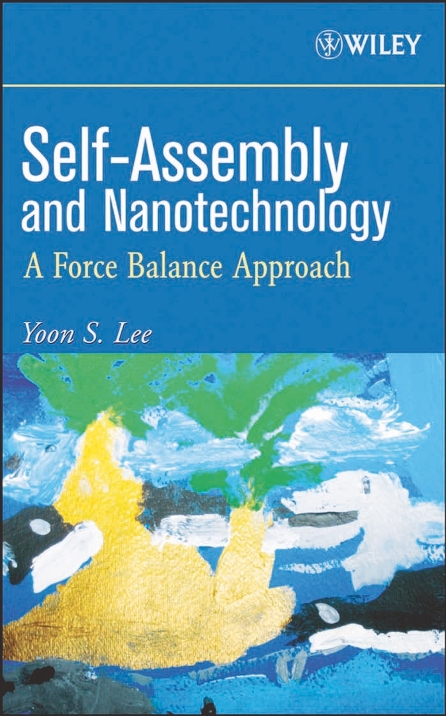 WILEY
Self-Assembly
and Nanotechnology
A Force Balance Approach
Yoon S. Lee